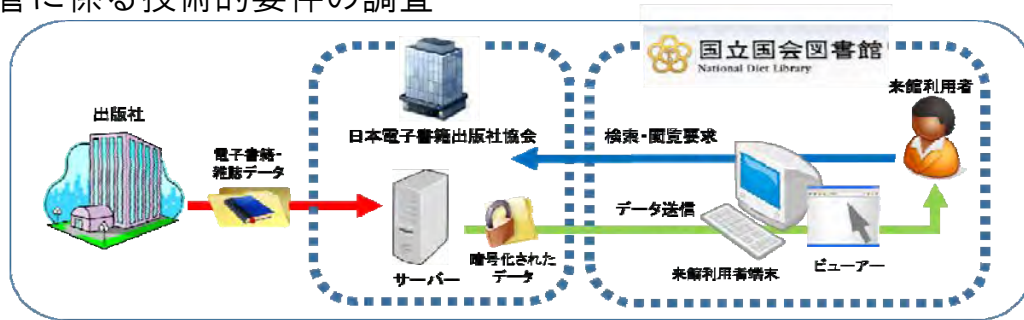 管に係る技術的要件の調査
国立国会図書館
National Diet Library
出版社
電子書籍・
雑誌データ
日本電子書籍出版社協会
サーバー
暗号化された
データ
検索・閲覧要求
データ送信
来館利用者
来館利用者端末
ビューアー